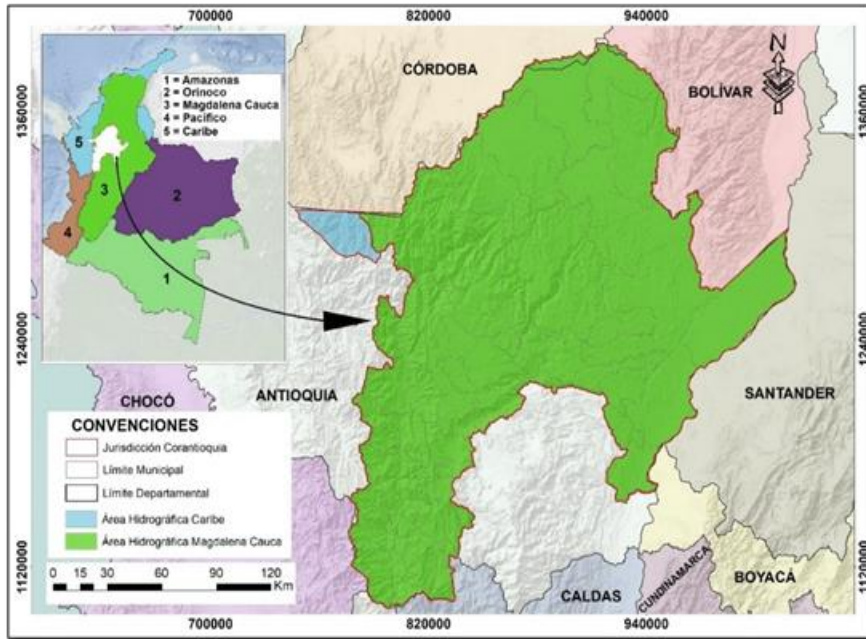 700000
820000
940000
1 = Amazonas
2 = Orinoco
3 = Magdalena Cauca
4 = Pacífico
5 = Caribe
5
3
2
4
1
CÓRDOBA
BOLÍVAR
N
1360000
1360000
1240000
1240000
1120000
1120000
ANTIOQUIA
CHOCÓ
SANTANDER
CALDAS
CUNDINAMARCA
BOYACÁ
CONVENCIONES
Jurisdicción Corantioquia
Límite Municipal
Límite Departamental
Área Hidrográfica Caribe
Área Hidrográfica Magdalena Cauca
0 15 30 60 90 120
Km
700000
820000
940000